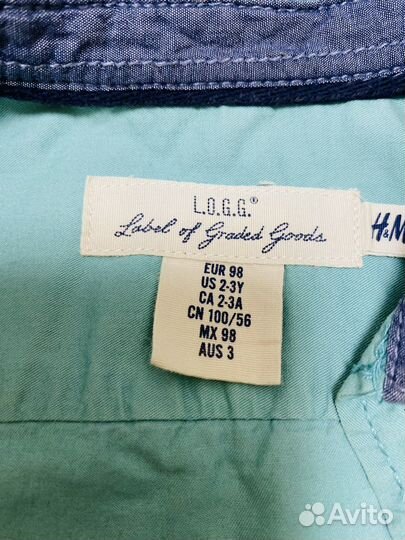 L.O.G.G.®
Label of Graded Goods
H&M
EUR 98
US 2-3Y
CA 2-3A
CN 100/56
MX 98
AUS 3
Avito